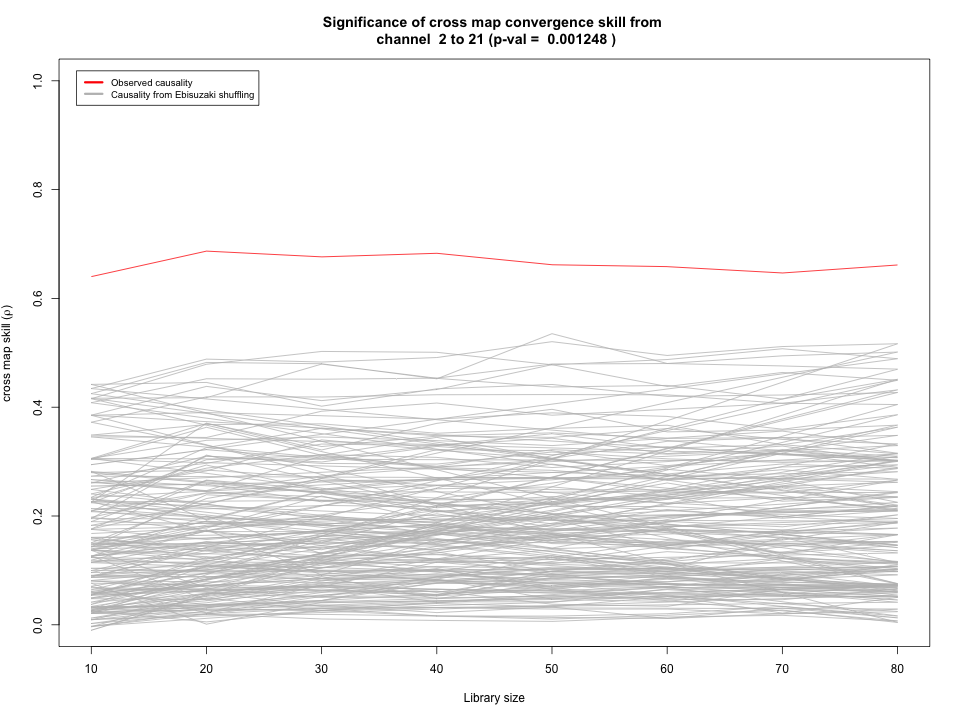 Significance of cross map convergence skill from
channel  2 to 21 (p-val =  0.001248 )
Observed causality
Causality from Ebisuzaki shuffling
cross map skill (ρ)
1.0
0.8
0.6
0.4
0.2
0.0
10 20 30 40 50 60 70 80
Library size